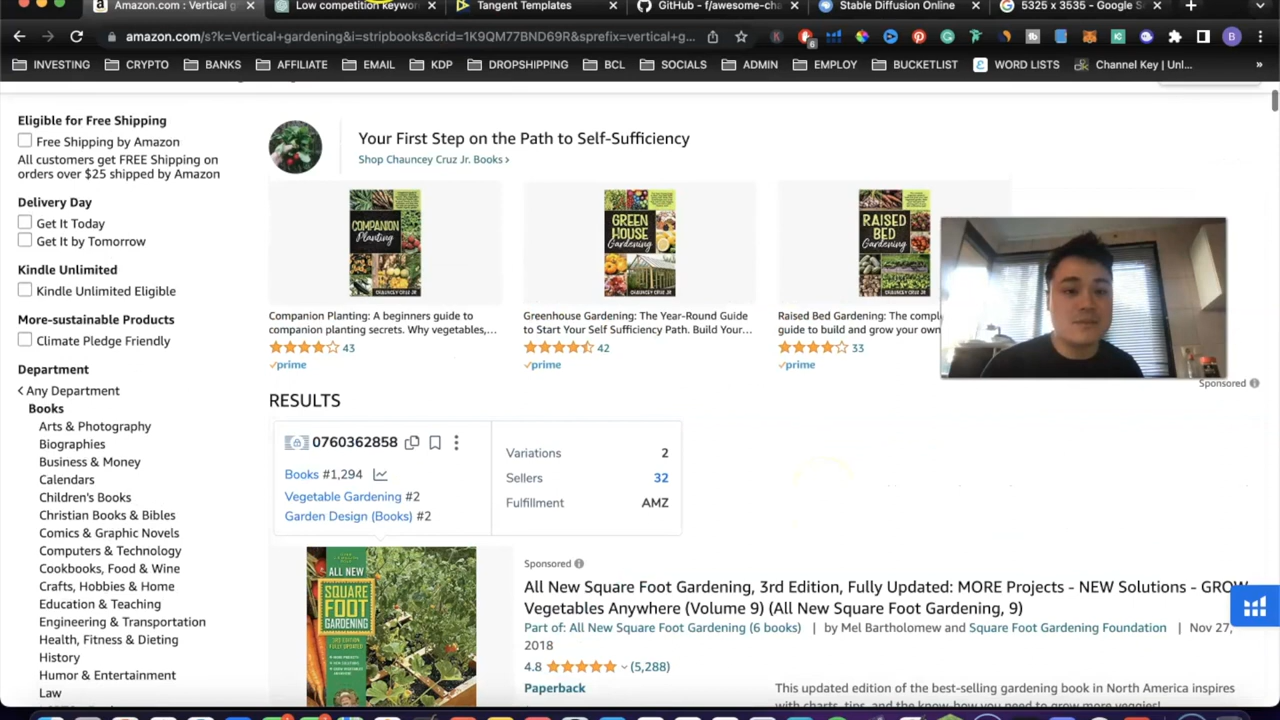 Amazon.com : Vertical g
Low competition keywor
Tangent Templates
GitHub - f/awesome-ch
Stable Diffusion Online
5325 x 3535 - Google S
amazon.com/s?k=Vertical+gardening&i=stripbooks&crid=1K9QM77BND69R&sprefix=vertical+g...
6
B
INVESTING
CRYPTO
BANKS
AFFILIATE
EMAIL
KDP
DROPSHIPPING
BCL
SOCIALS
ADMIN
EMPLOY
BUCKETLIST
WORD LISTS
Channel Key | Unl...
»
Eligible for Free Shipping
Free Shipping by Amazon
All customers get FREE Shipping on
orders over $25 shipped by Amazon
Delivery Day
Get It Today
Get It by Tomorrow
Kindle Unlimited
Kindle Unlimited Eligible
More-sustainable Products
Climate Pledge Friendly
Department
Any Department
Books
Arts & Photography
Biographies
Business & Money
Calendars
Children's Books
Christian Books & Bibles
Comics & Graphic Novels
Computers & Technology
Cookbooks, Food & Wine
Crafts, Hobbies & Home
Education & Teaching
Engineering & Transportation
Health, Fitness & Dieting
History
Humor & Entertainment
Law
Your First Step on the Path to Self-Sufficiency
Shop Chauncey Cruz Jr. Books ›
COMPANION
Planting
CHAUNCEY CRUZ JR
GREEN
HOUSE
Gardening
CHAUNCEY CRUZ JR
RAISED
BED
Gardening
CHAUNCEY CRUZ JR
Companion Planting: A beginners guide to
companion planting secrets. Why vegetables,...
43
prime
Greenhouse Gardening: The Year-Round Guide
to Start Your Self Sufficiency Path. Build Your...
42
prime
Raised Bed Gardening: The compl
guide to build and grow your own
33
prime
Sponsored
RESULTS
0760362858
Books #1,294
Vegetable Gardening #2
Garden Design (Books) #2
Variations 2
Sellers 32
Fulfillment AMZ
ALL NEW
SQUARE
FOOT
GARDENING
Sponsored
All New Square Foot Gardening, 3rd Edition, Fully Updated: MORE Projects - NEW Solutions - GROW
Vegetables Anywhere (Volume 9) (All New Square Foot Gardening, 9)
Part of: All New Square Foot Gardening (6 books) | by Mel Bartholomew and Square Foot Gardening Foundation | Nov 27,
2018
4.8 (5,288)
Paperback
This updated edition of the best-selling gardening book in North America inspires